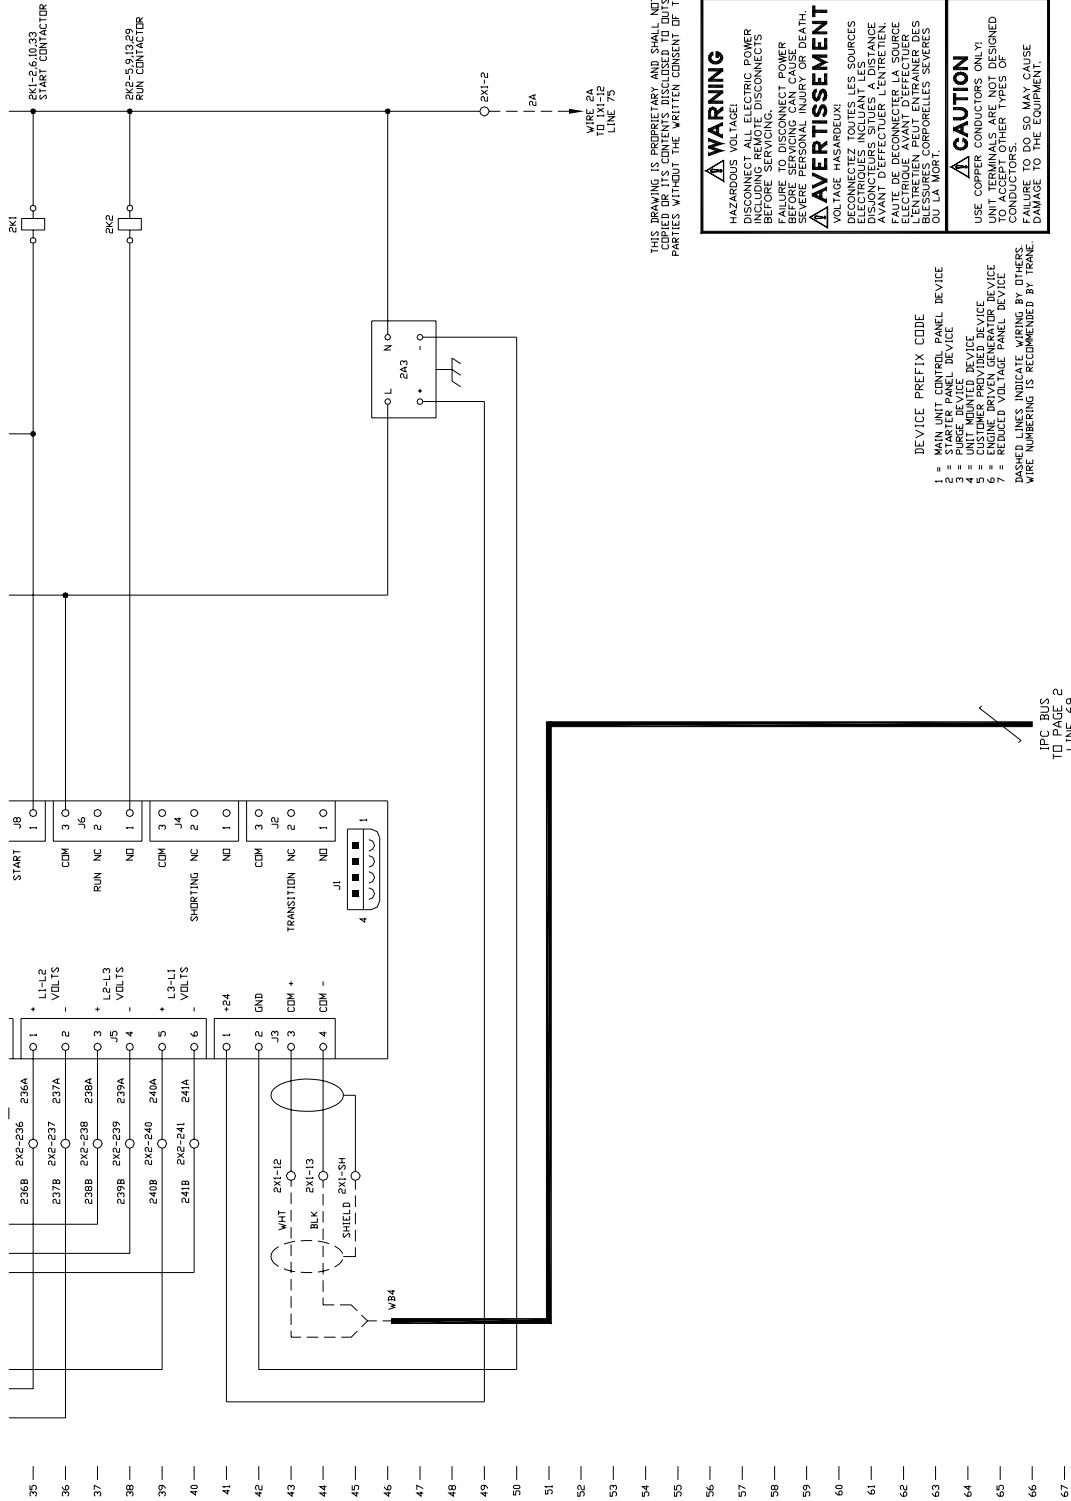 2K1-2,6,10,33
START CONTACTOR
2K2-5,9,13,29
RUN CONTACTOR
2K1
2K2
2X1-2
2A
WIRE 2A
TO 1X1-12
LINE 75
N
L
2A3
-
+
START
J8
1
COM
3
J6
RUN NC
2
NO
1
COM
3
J4
SHORTING NC
2
NO
1
COM
3
J2
TRANSITION NC
2
NO
1
J1
1
4
+
L1-L2
VOLTS
-
+
L2-L3
VOLTS
-
+
L3-L1
VOLTS
-
+24
GND
COM +
COM -
1
2
3
J5
4
5
6
1
2
J3
3
4
236A
237A
238A
239A
240A
241A
2X2-236
2X2-237
2X2-238
2X2-239
2X2-240
2X2-241
236B
237B
238B
239B
240B
241B
2X1-12
2X1-13
2X1-SH
WHT
BLK
SHIELD
WB4
IPC BUS
TO PAGE 2
LINE 69
THIS DRAWING IS PROPRIETARY AND SHALL NOT
COPIED OR ITS CONTENTS DISCLOSED TO OUTS
PARTIES WITHOUT THE WRITTEN CONSENT OF T
WARNING
HAZARDOUS VOLTAGE!
DISCONNECT ALL ELECTRIC POWER
INCLUDING REMOTE DISCONNECTS
BEFORE SERVICING.
FAILURE TO DISCONNECT POWER
BEFORE SERVICING CAN CAUSE
SEVERE PERSONAL INJURY OR DEATH.
AVERTISSEMENT
VOLTAGE HASARDEUX!
DECONNECTEZ TOUTES LES SOURCES
ELECTRIQUES INCLUANT LES
DISJONCTEURS SITUES A DISTANCE
AVANT D'EFFECTUER L'ENTRETIEN.
FAUTE DE DECONNECTER LA SOURCE
ELECTRIQUE AVANT D'EFFECTUER
L'ENTRETIEN PEUT ENTRAINER DES
BLESSURES CORPORELLES SEVERES
OU LA MORT.
CAUTION
USE COPPER CONDUCTORS ONLY!
UNIT TERMINALS ARE NOT DESIGNED
TO ACCEPT OTHER TYPES OF
CONDUCTORS.
FAILURE TO DO SO MAY CAUSE
DAMAGE TO THE EQUIPMENT.
DEVICE PREFIX CODE
1 = MAIN UNIT CONTROL PANEL DEVICE
2 = STARTER PANEL DEVICE
3 = PURGE DEVICE
4 = UNIT MOUNTED DEVICE
5 = CUSTOMER PROVIDED DEVICE
6 = ENGINE DRIVEN GENERATOR DEVICE
7 = REDUCED VOLTAGE PANEL DEVICE
DASHED LINES INDICATE WIRING BY OTHERS.
WIRE NUMBERING IS RECOMMENDED BY TRANE.
35
36
37
38
39
40
41
42
43
44
45
46
47
48
49
50
51
52
53
54
55
56
57
58
59
60
61
62
63
64
65
66
67